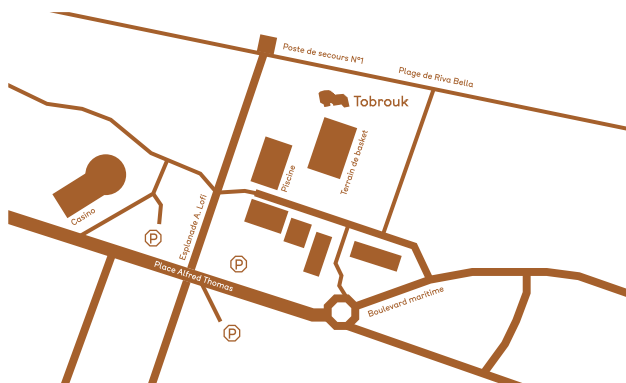 Poste de secours N°1
Plage de Riva Bella
Tobrouk
Terrain de basket
Piscine
Casino
Esplanade A. Lofi
P
P
Place Alfred Thomas
Boulevard maritime
P